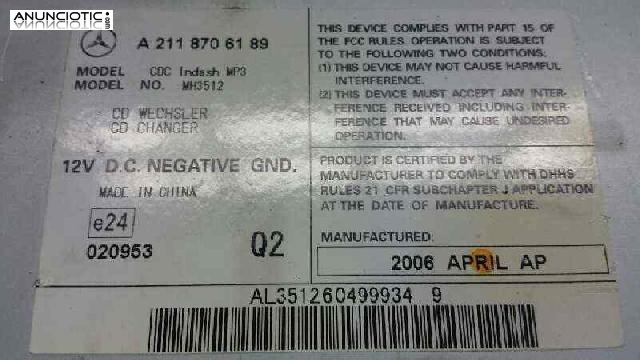 ANUNCIOTIC
A 211 870 61 89
MODEL CDC Indash MP3
MODEL NO. MH3512
CD WECHSLER
CD CHANGER
12V D.C. NEGATIVE GND.
MADE IN CHINA
e24
020953
Q2
THIS DEVICE COMPLIES WITH PART 15 OF
THE FCC RULES OPERATION IS SUBJECT
TO THE FOLLOWING TWO CONDITIONS:
(1) THIS DEVICE MAY NOT CAUSE HARMFUL
INTERFERENCE.
(2) THIS DEVICE MUST ACCEPT ANY INTER-
FERENCE RECEIVED INCLUDING INTER-
FERENCE THAT MAY CAUSE UNDESIRED
OPERATION.
PRODUCT IS CERTIFIED BY THE
MANUFACTURER TO COMPLY WITH DHHS
RULES 21 CFR SUBCHAPTER J APPLICATION
AT THE DATE OF MANUFACTURE.
MANUFACTURED:
2006 APRIL AP
AL351260499934 9